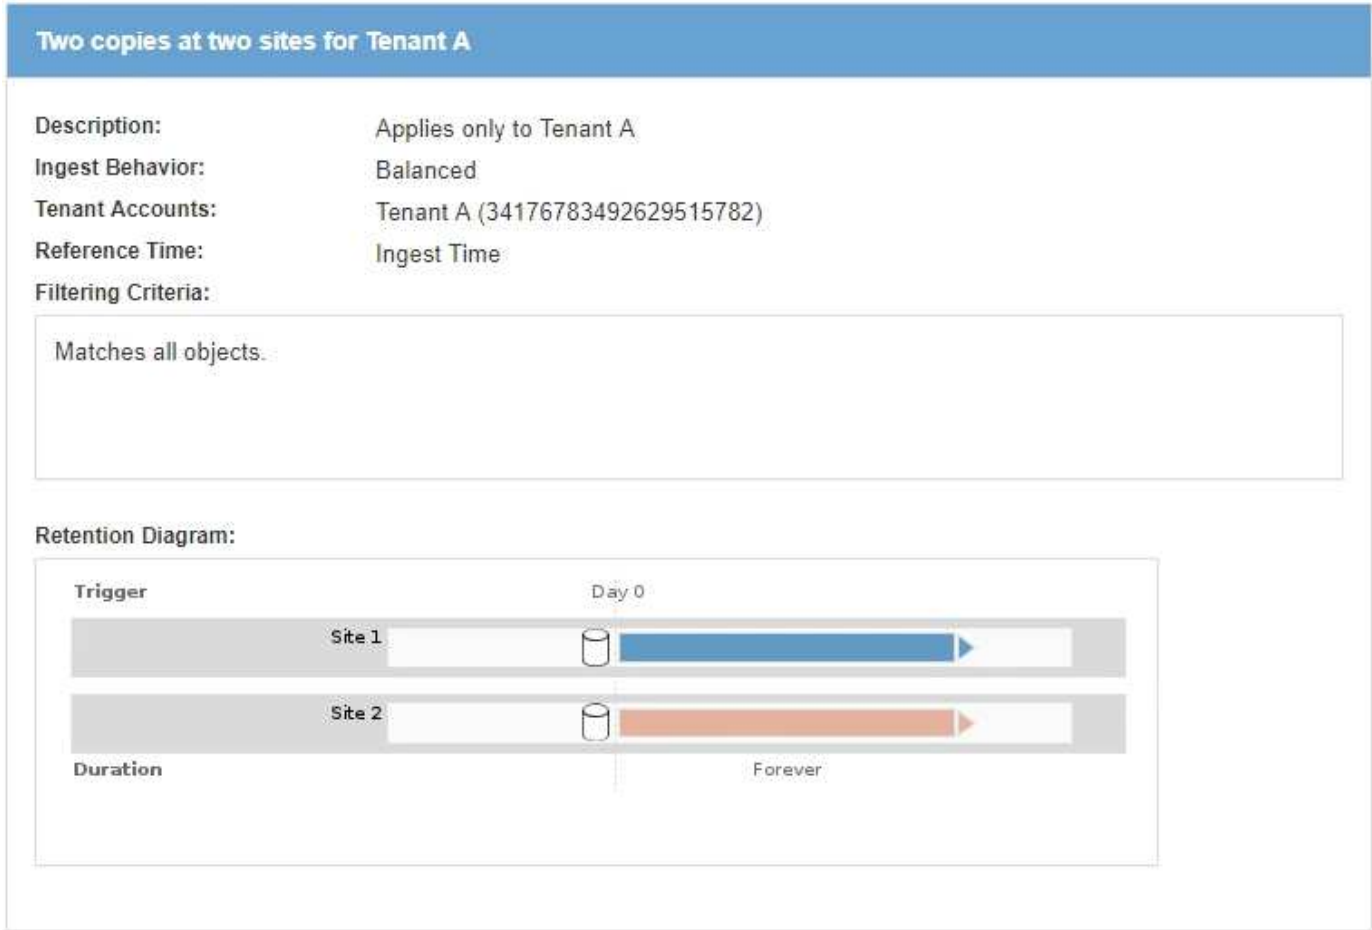 Two copies at two sites for Tenant A
Description: Applies only to Tenant A
Ingest Behavior: Balanced
Tenant Accounts: Tenant A (34176783492629515782)
Reference Time: Ingest Time
Filtering Criteria:
Matches all objects.
Retention Diagram:
Trigger Day 0
Site 1
Site 2
Duration Forever